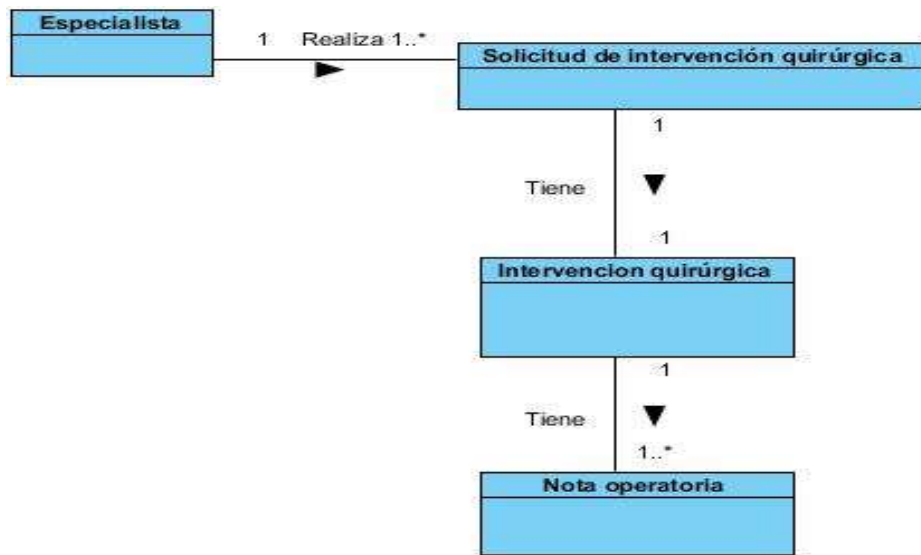 Especialista
1 Realiza 1..*
Solicitud de intervención quirúrgica
1
Tiene
1
Intervencion quirúrgica
1
Tiene
1..*
Nota operatoria